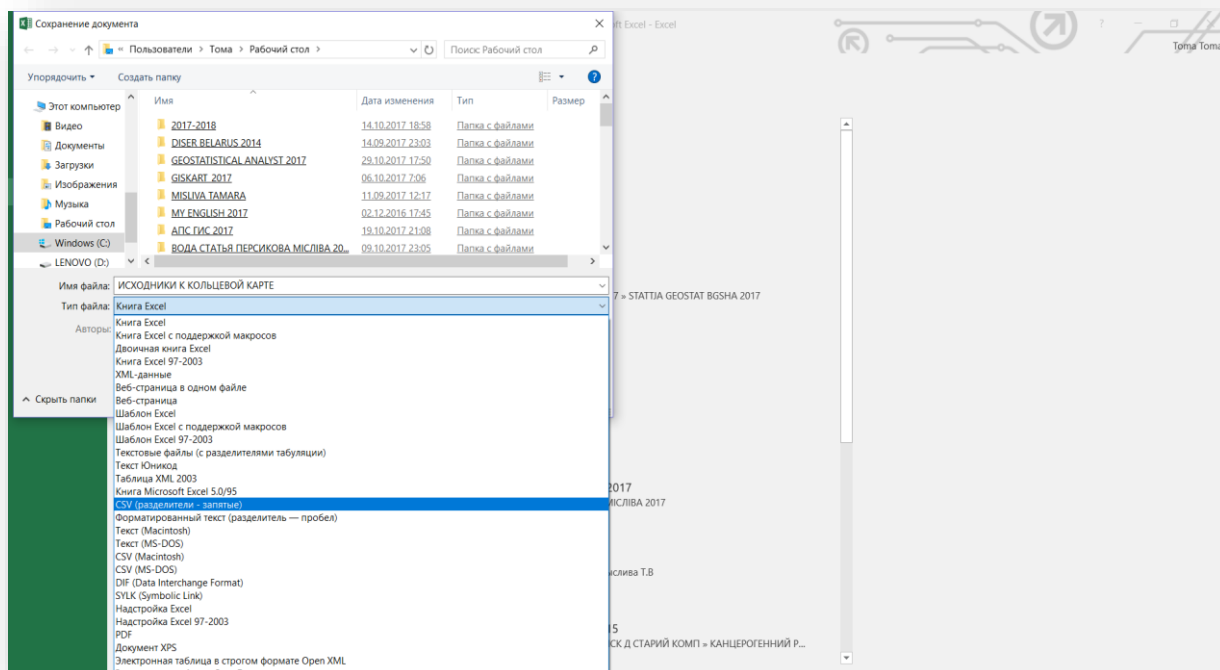 Сохранение документа
ft Excel - Excel
?
Toma Toma
« Пользователи > Тома > Рабочий стол >
Поиск: Рабочий стол
Упорядочить
Создать папку
?
Имя Дата изменения Тип Размер
Этот компьютер
Видео
Документы
Загрузки
Изображения
Музыка
Рабочий стол
Windows (C:)
LENOVO (D:)
2017-2018 14.10.2017 18:58 Папка с файлами
DISER BELARUS 2014 14.09.2017 23:03 Папка с файлами
GEOSTATISTICAL ANALYST 2017 29.10.2017 17:50 Папка с файлами
GISKART 2017 06.10.2017 7:06 Папка с файлами
MISLIVA TAMARA 11.09.2017 12:17 Папка с файлами
MY ENGLISH 2017 02.12.2016 17:45 Папка с файлами
АПС ГИС 2017 19.10.2017 21:08 Папка с файлами
ВОДА СТАТЬЯ ПЕРСИКОВА МІСЛІВА 20... 09.10.2017 23:05 Папка с файлами
Имя файла: ИСХОДНИКИ К КОЛЬЦЕВОЙ КАРТЕ
Тип файла: Книга Excel
Авторы:
Скрыть папки
Книга Excel
Книга Excel с поддержкой макросов
Двоичная книга Excel
Книга Excel 97-2003
XML-данные
Веб-страница в одном файле
Веб-страница
Шаблон Excel
Шаблон Excel с поддержкой макросов
Шаблон Excel 97-2003
Текстовые файлы (с разделителями табуляции)
Текст Юникод
Таблица XML 2003
Книга Microsoft Excel 5.0/95
CSV (разделители - запятые)
Форматированный текст (разделитель — пробел)
Текст (Macintosh)
Текст (MS-DOS)
CSV (Macintosh)
CSV (MS-DOS)
DIF (Data Interchange Format)
SYLK (Symbolic Link)
Надстройка Excel
Надстройка Excel 97-2003
PDF
Документ XPS
Электронная таблица в строгом формате Open XML
7 » STATTJA GEOSTAT BGSHA 2017
2017
МІСЛІВА 2017
ыслива Т.В
15
СК Д СТАРИЙ КОМП » КАНЦЕРОГЕННИЙ Р...